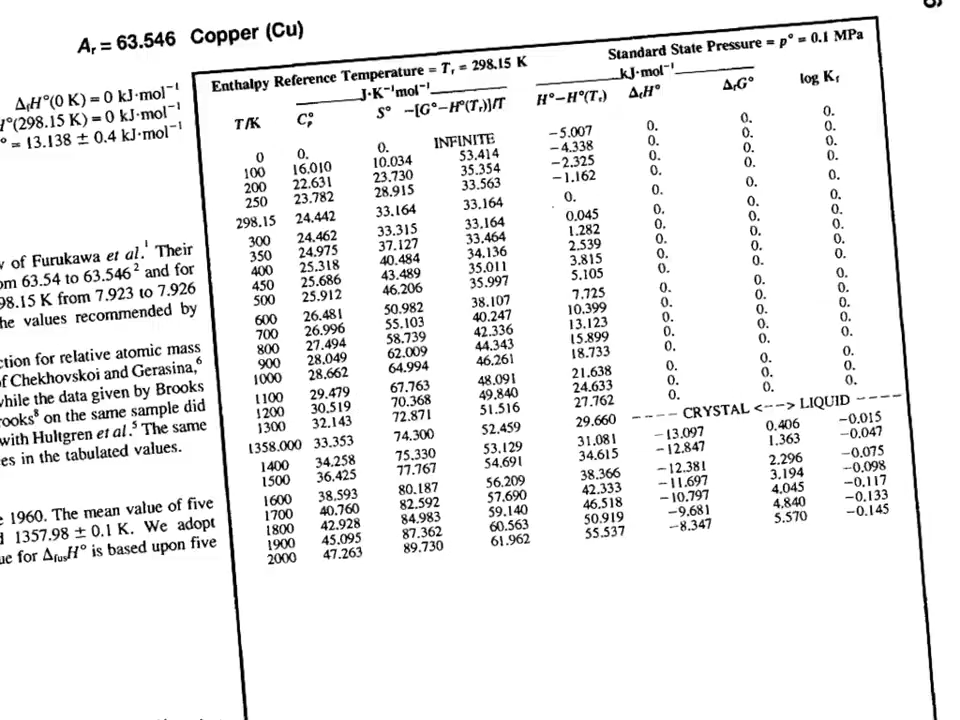 Aᵣ = 63.546 Copper (Cu)
ΔfH°(0 K) = 0 kJ·mol⁻¹
H°(298.15 K) = 0 kJ·mol⁻¹
° = 13.138 ± 0.4 kJ·mol⁻¹
of Furukawa et al.¹ Their
om 63.54 to 63.546² and for
98.15 K from 7.923 to 7.926
he values recommended by
ction for relative atomic mass
f Chekhovskoi and Gerasina,⁶
while the data given by Brooks
rooks⁸ on the same sample did
with Hultgren et al.⁵ The same
es in the tabulated values.
1960. The mean value of five
1357.98 ± 0.1 K. We adopt
ue for ΔfusH° is based upon five
Enthalpy Reference Temperature = Tᵣ = 298.15 K Standard State Pressure = p° = 0.1 MPa
J·K⁻¹mol⁻¹ kJ·mol⁻¹
T/K C°p S° −[G°−H°(Tᵣ)]/T H°−H°(Tᵣ) ΔfH° ΔfG° log Kf
0 0. 0. INFINITE −5.007 0. 0. 0.
100 16.010 10.034 53.414 −4.338 0. 0. 0.
200 22.631 23.730 35.354 −2.325 0. 0. 0.
250 23.782 28.915 33.563 −1.162 0. 0. 0.
298.15 24.442 33.164 33.164 0. 0. 0. 0.
300 24.462 33.315 33.164 0.045 0. 0. 0.
350 24.975 37.127 33.464 1.282 0. 0. 0.
400 25.318 40.484 34.136 2.539 0. 0. 0.
450 25.686 43.489 35.011 3.815 0. 0. 0.
500 25.912 46.206 35.997 5.105 0. 0. 0.
600 26.481 50.982 38.107 7.725 0. 0. 0.
700 26.996 55.103 40.247 10.399 0. 0. 0.
800 27.494 58.739 42.336 13.123 0. 0. 0.
900 28.049 62.009 44.343 15.899 0. 0. 0.
1000 28.662 64.994 46.261 18.733 0. 0. 0.
1100 29.479 67.763 48.091 21.638 0. 0. 0.
1200 30.519 70.368 49.840 24.633 0. 0. 0.
1300 32.143 72.871 51.516 27.762 0. 0. 0.
1358.000 33.353 74.300 52.459 29.660 ---- CRYSTAL <---> LIQUID ----
1400 34.258 75.330 53.129 31.081 −13.097 0.406 −0.015
1500 36.425 77.767 54.691 34.615 −12.847 1.363 −0.047
1600 38.593 80.187 56.209 38.366 −12.381 2.296 −0.075
1700 40.760 82.592 57.690 42.333 −11.697 3.194 −0.098
1800 42.928 84.983 59.140 46.518 −10.797 4.045 −0.117
1900 45.095 87.362 60.563 50.919 −9.681 4.840 −0.133
2000 47.263 89.730 61.962 55.537 −8.347 5.570 −0.145